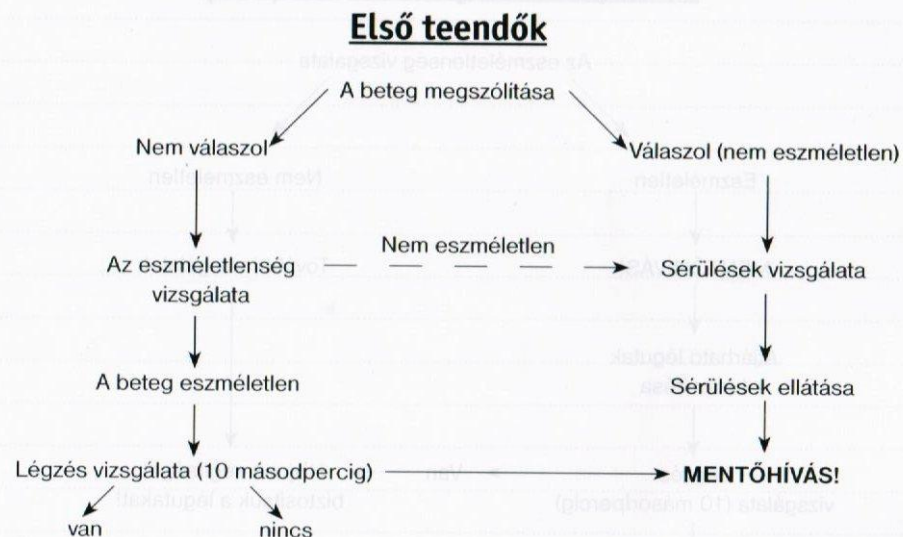 Első teendők
A beteg megszólítása
Nem válaszol
Válaszol (nem eszméletlen)
Az eszméletlenség
vizsgálata
Nem eszméletlen
Sérülések vizsgálata
A beteg eszméletlen
Sérülések ellátása
Légzés vizsgálata (10 másodpercig)
MENTŐHÍVÁS!
van
nincs